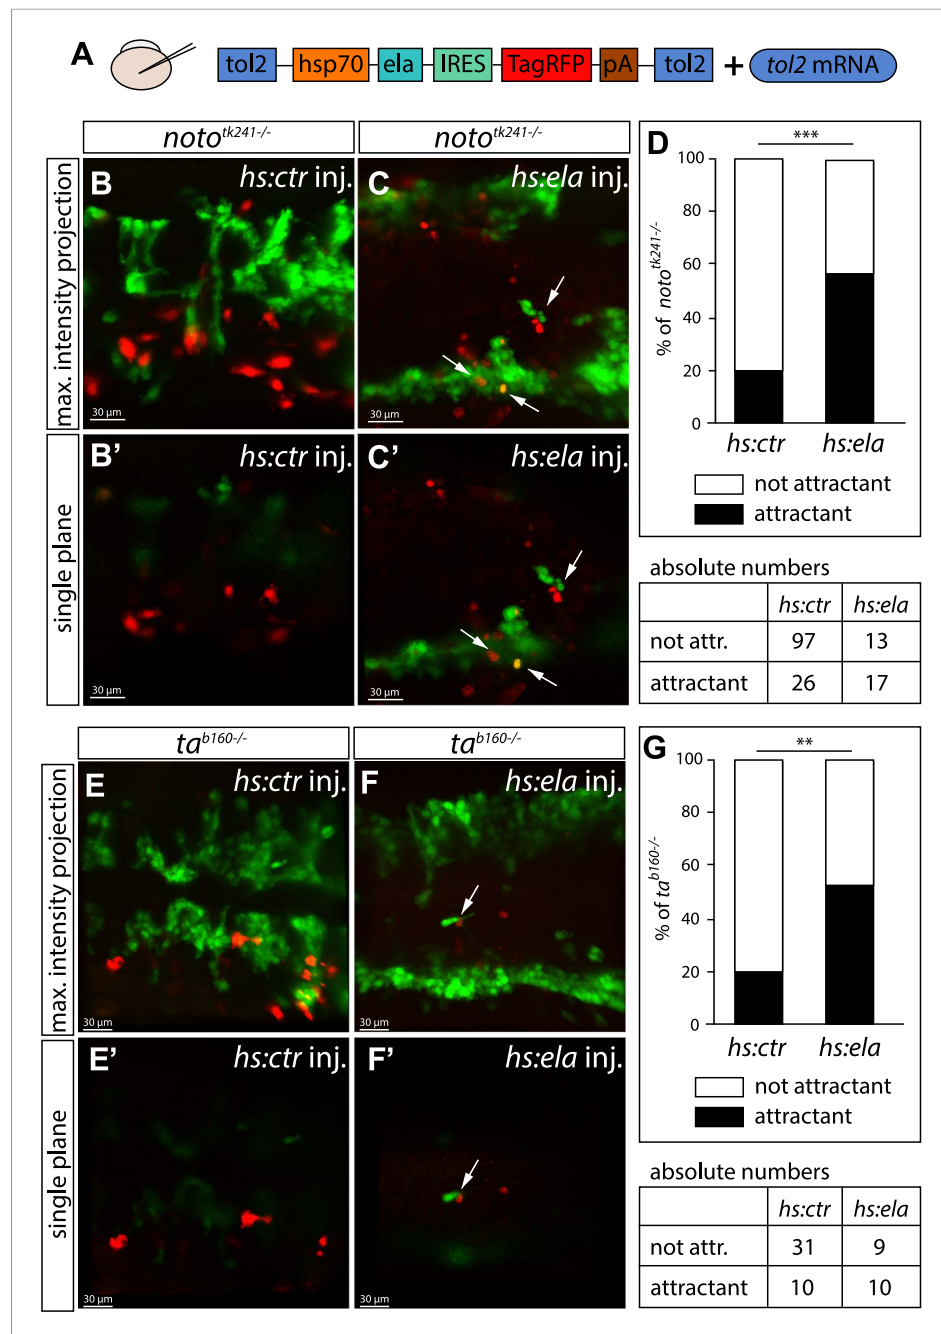 A
tol2 hsp70 ela IRES TagRFP pA tol2 + tol2 mRNA
noto^tk241-/- noto^tk241-/-
max. intensity projection
B hs:ctr inj.
30 µm
C hs:ela inj.
30 µm
single plane
B' hs:ctr inj.
30 µm
C' hs:ela inj.
30 µm
D
***
% of noto^tk241-/-
100
80
60
40
20
0
hs:ctr hs:ela
not attractant
attractant
absolute numbers
hs:ctr hs:ela
not attr. 97 13
attractant 26 17
ta^b160-/- ta^b160-/-
max. intensity projection
E hs:ctr inj.
30 µm
F hs:ela inj.
30 µm
single plane
E' hs:ctr inj.
30 µm
F' hs:ela inj.
30 µm
G
**
% of ta^b160-/-
100
80
60
40
20
0
hs:ctr hs:ela
not attractant
attractant
absolute numbers
hs:ctr hs:ela
not attr. 31 9
attractant 10 10